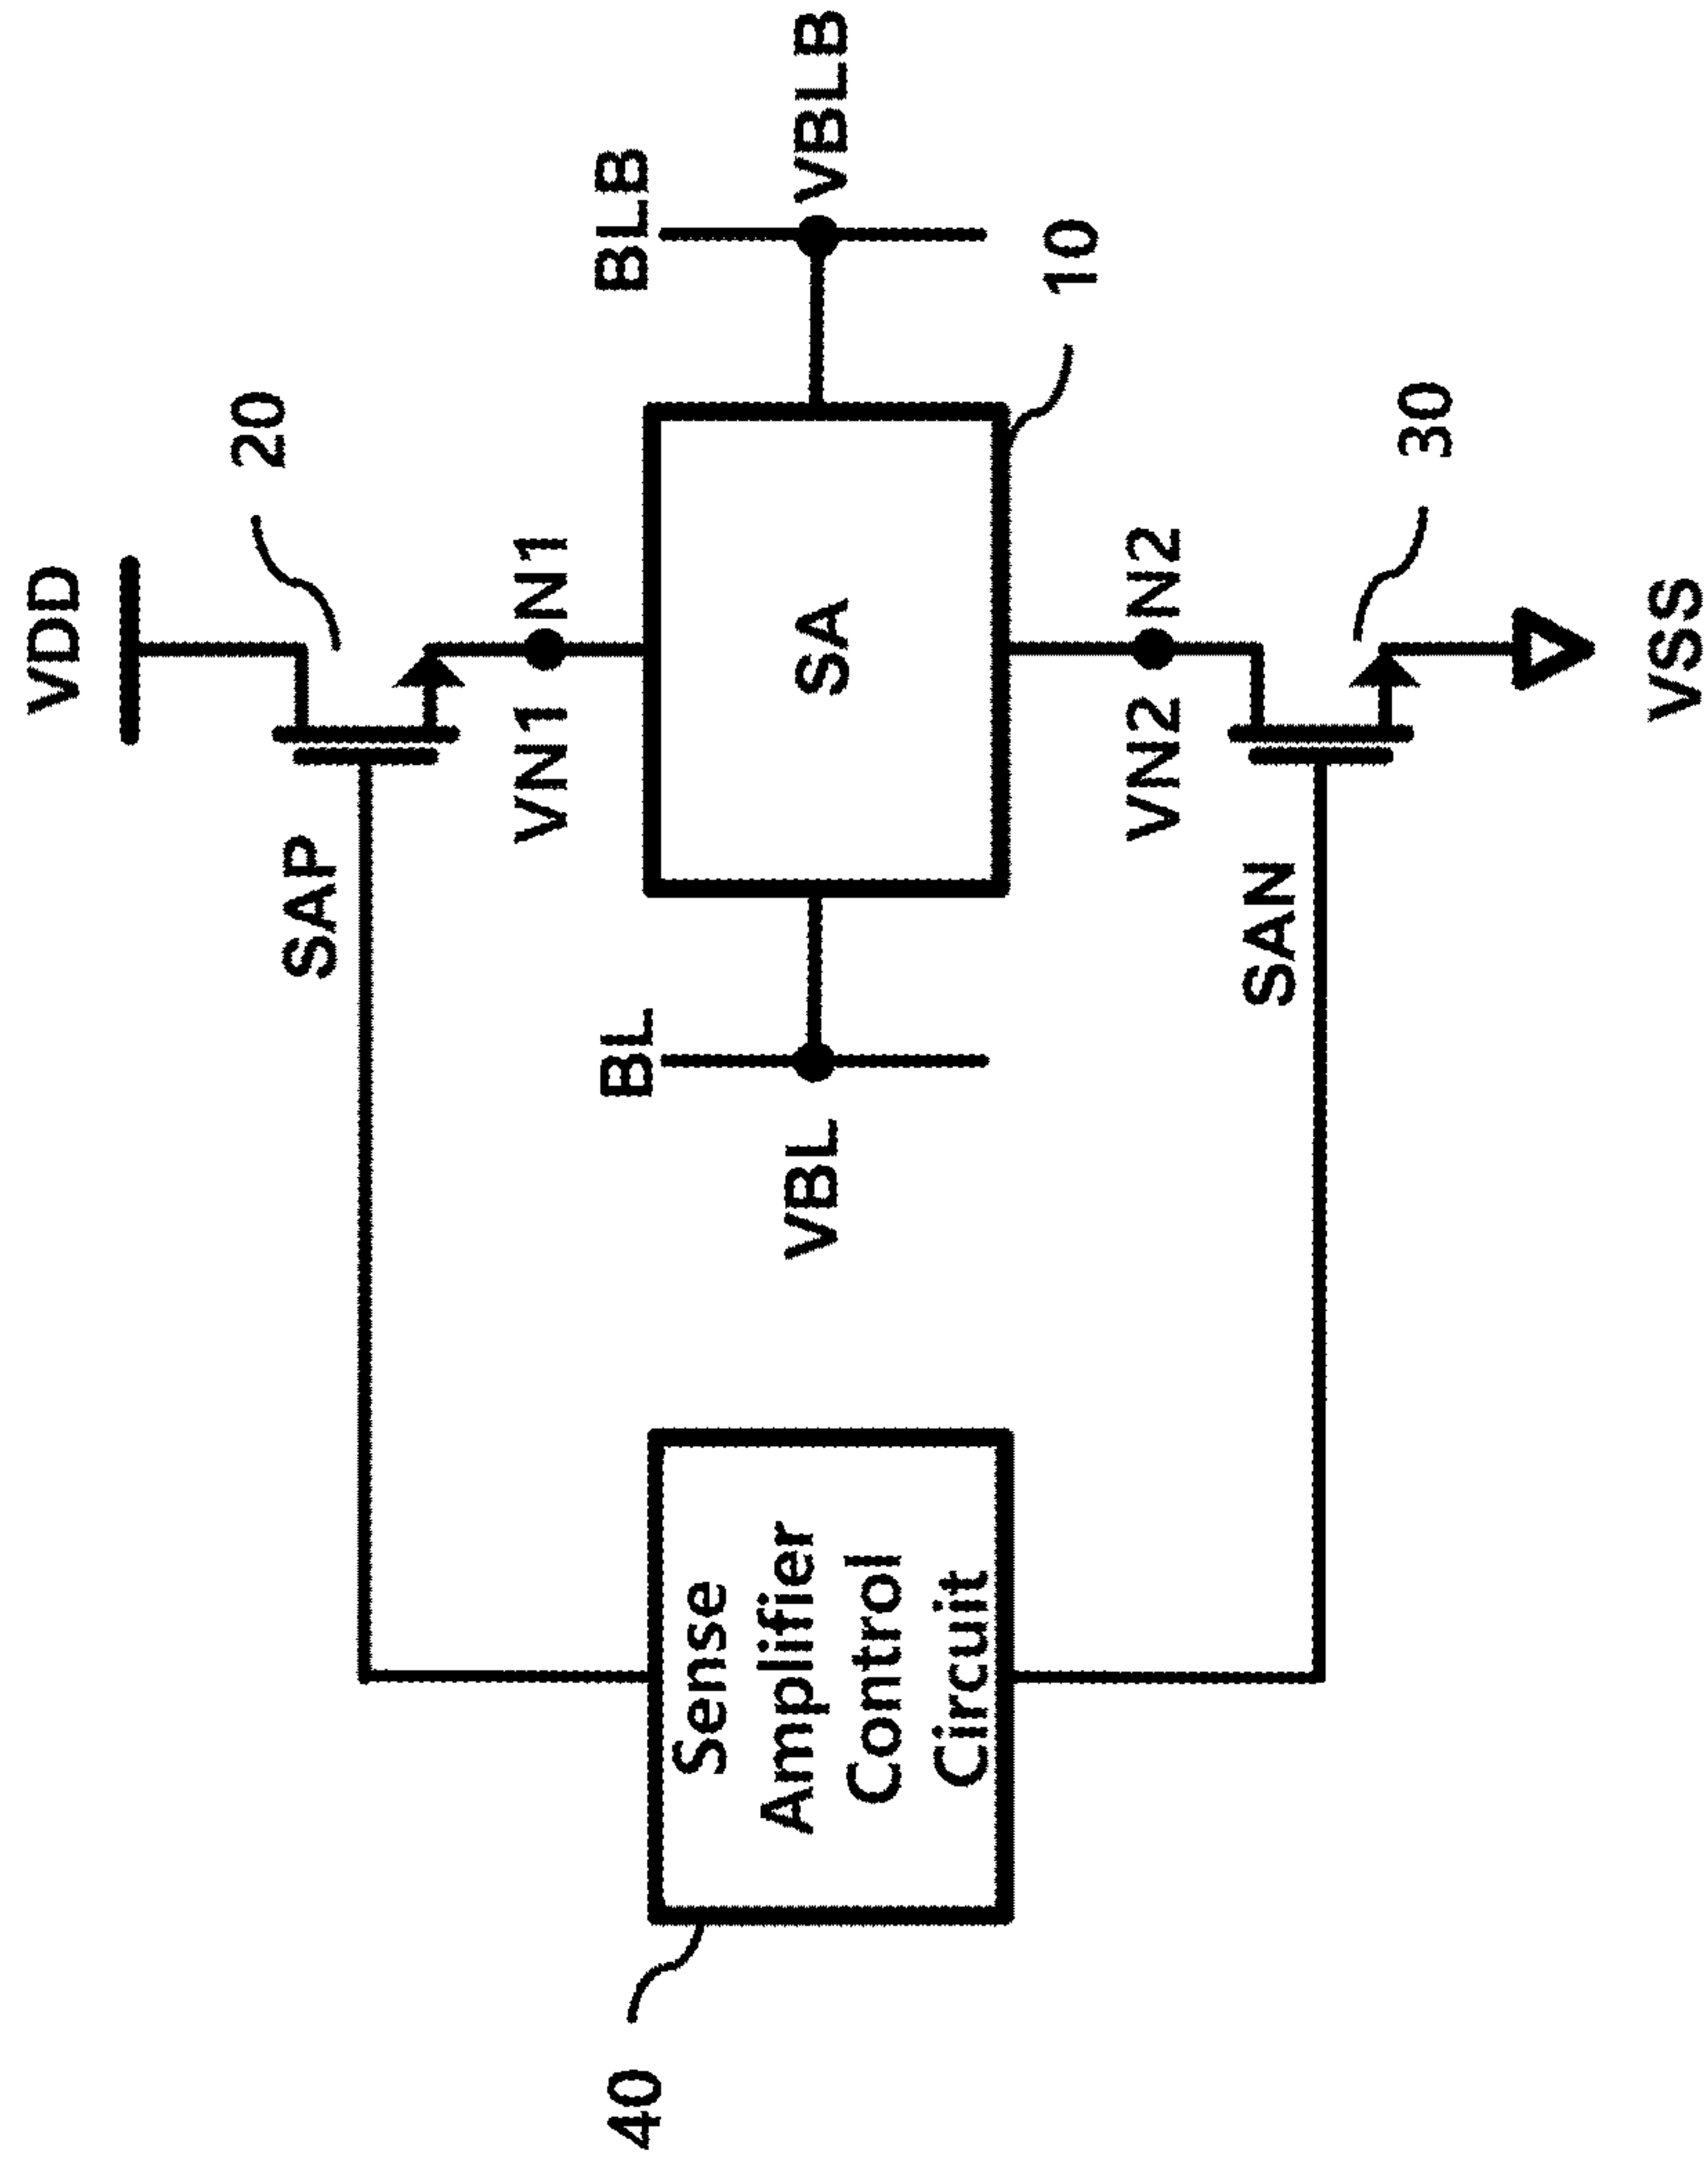 VDD
20
SAP
VN1
N1
BL
BLB
Sense
Amplifier
Control
Circuit
40
VBL
SA
VBLB
10
VN2
N2
SAN
30
VSS